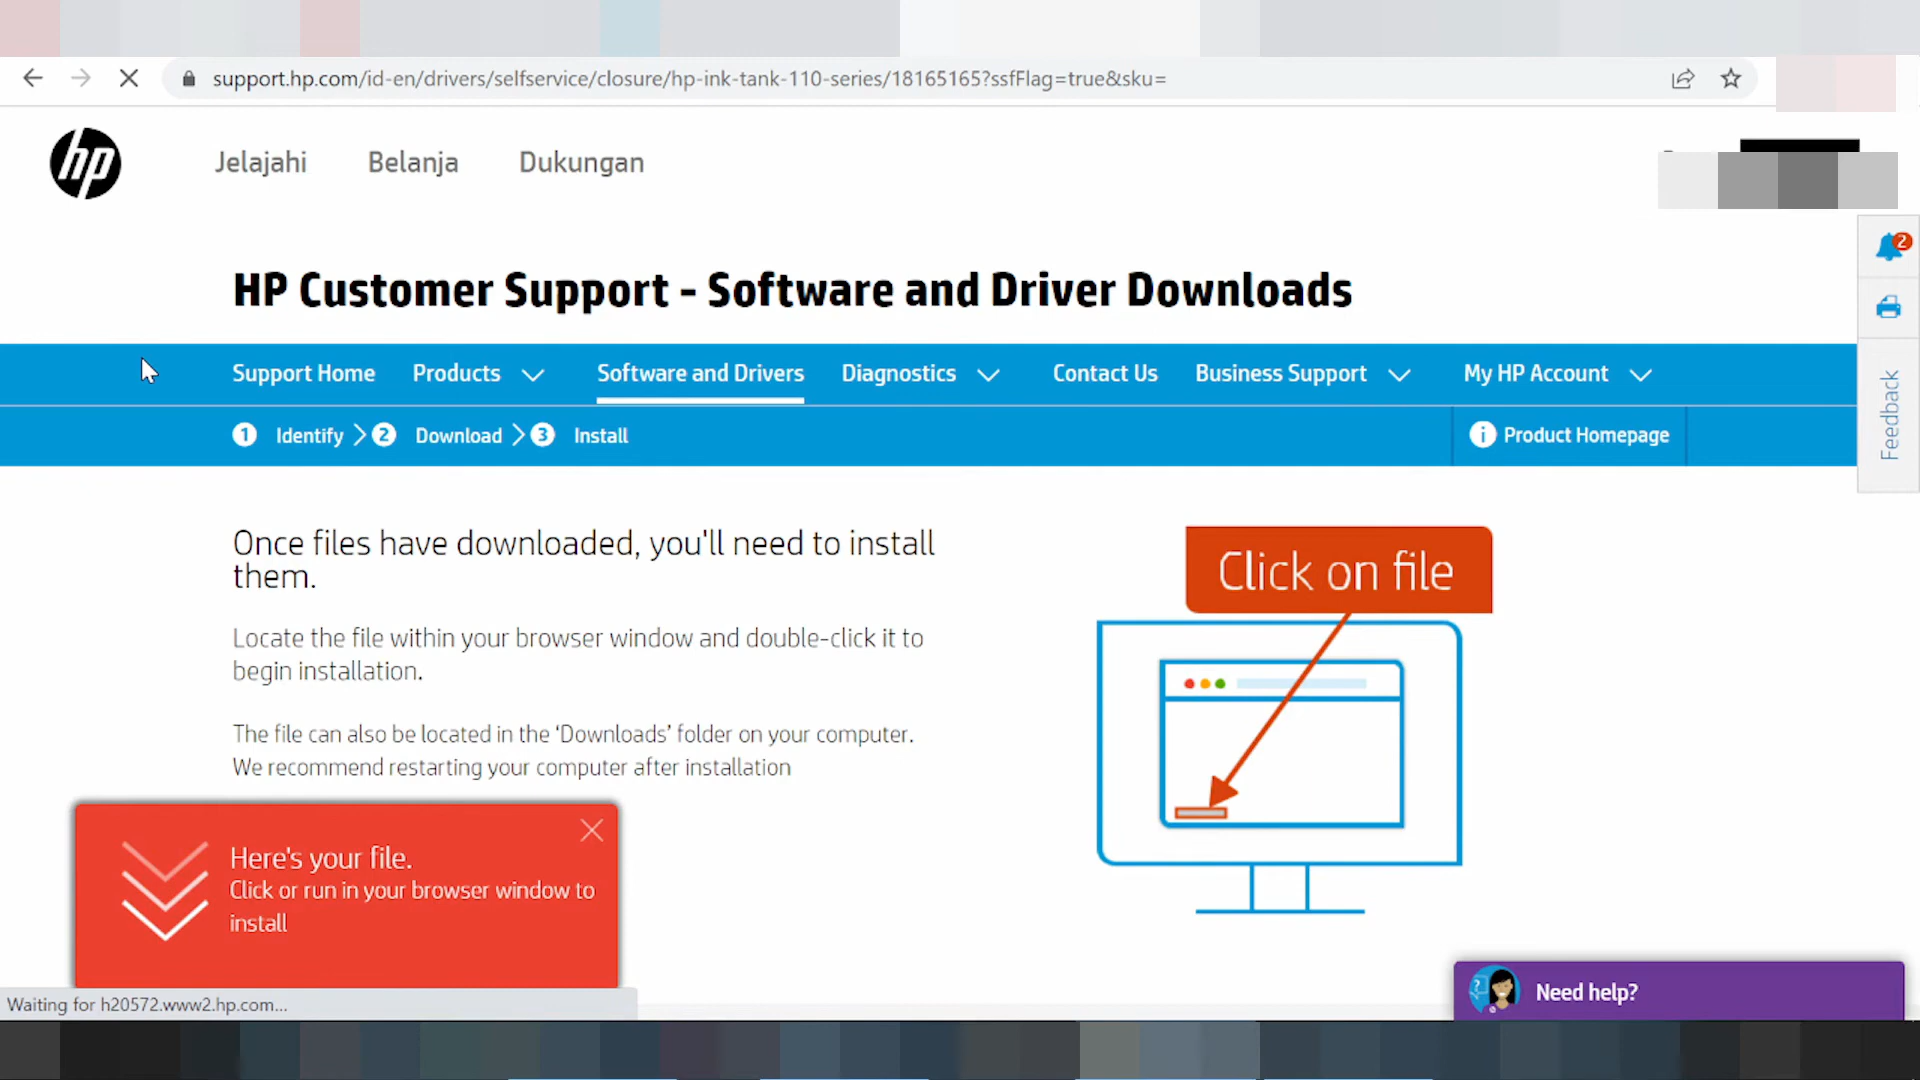 support.hp.com/id-en/drivers/selfservice/closure/hp-ink-tank-110-series/18165165?ssfFlag=true&sku=
hp
Jelajahi Belanja Dukungan
2
HP Customer Support - Software and Driver Downloads
Support Home Products Software and Drivers Diagnostics Contact Us Business Support My HP Account
Feedback
1 Identify 2 Download 3 Install
i Product Homepage
Once files have downloaded, you'll need to install
them.
Click on file
Locate the file within your browser window and double-click it to
begin installation.
The file can also be located in the ‘Downloads’ folder on your computer.
We recommend restarting your computer after installation
Here's your file.
Click or run in your browser window to
install
? Need help?
Waiting for h20572.www2.hp.com...